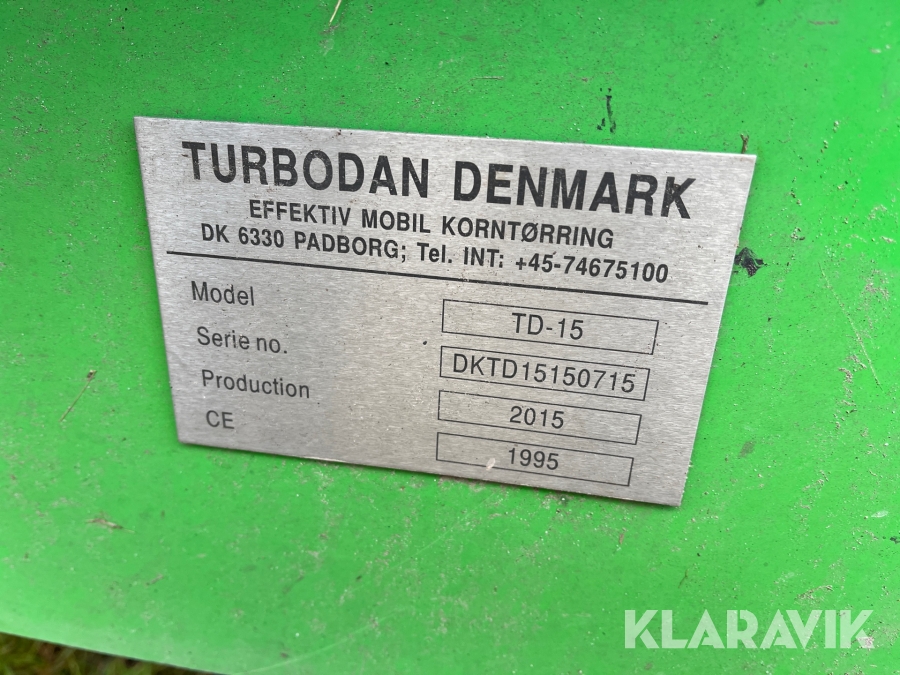 TURBODAN DENMARK
EFFEKTIV MOBIL KORNTØRRING
DK 6330 PADBORG; Tel. INT: +45-74675100
Model TD-15
Serie no. DKTD15150715
Production 2015
CE 1995
KLARAVIK